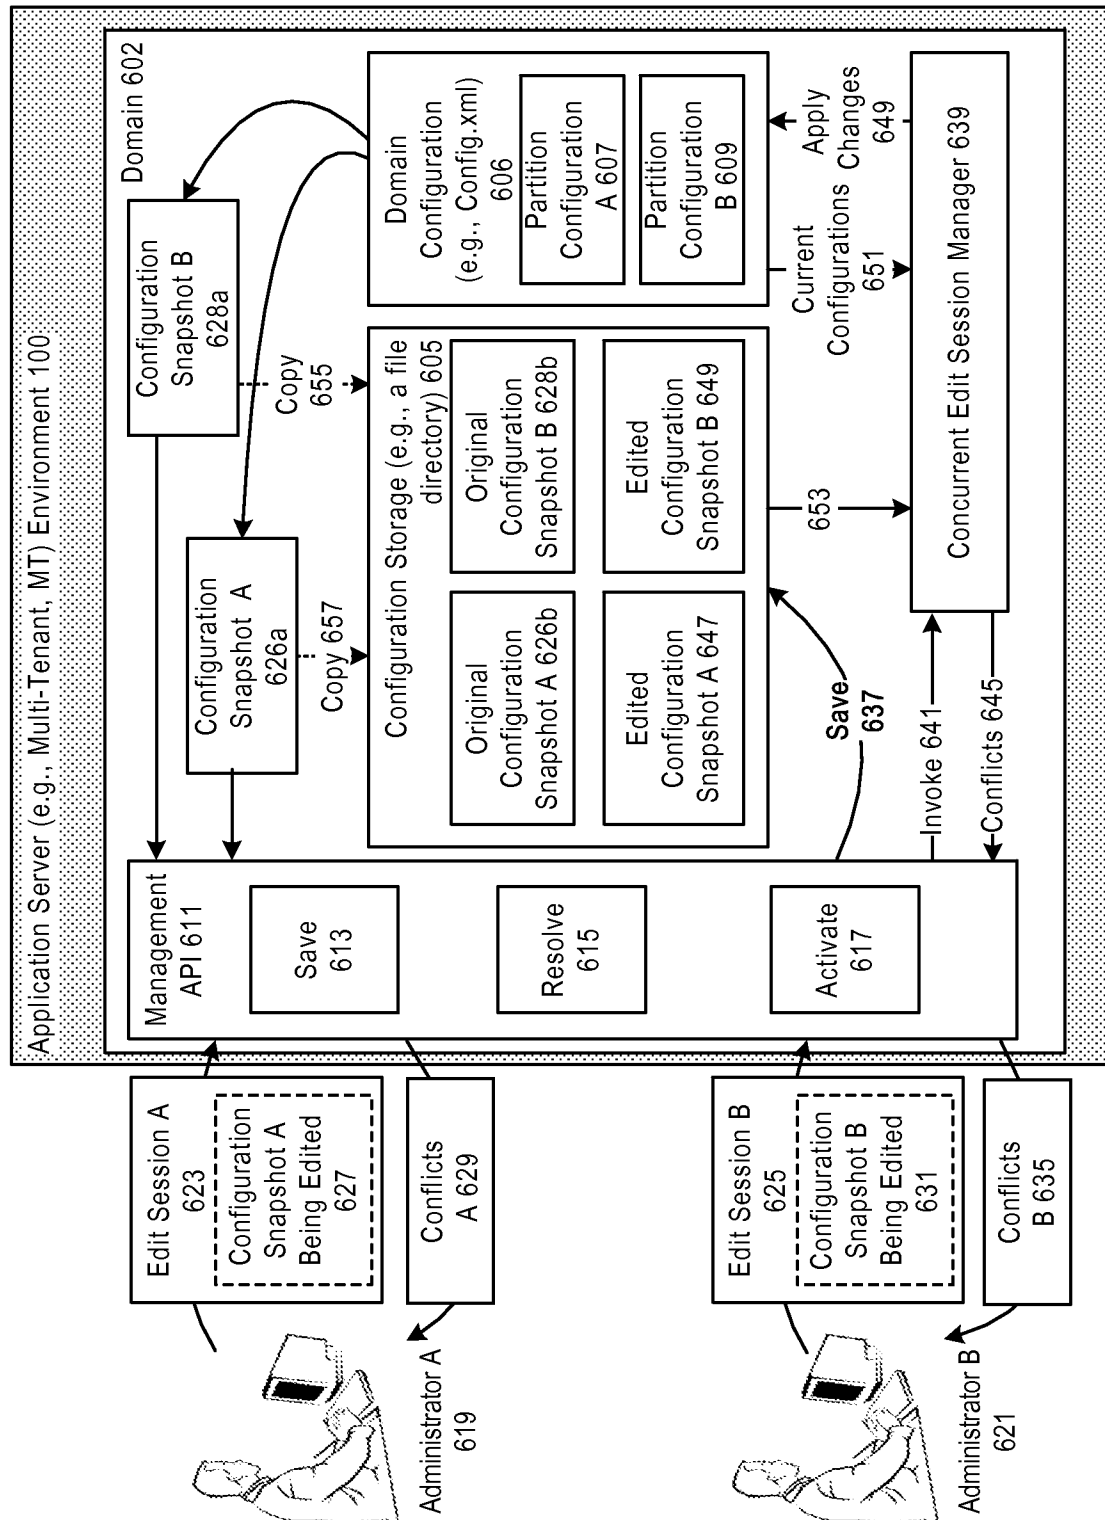 Application Server (e.g., Multi-Tenant, MT) Environment 100
Domain 602
Edit Session A
623
Configuration
Snapshot A
Being Edited
627
Conflicts
A 629
Administrator A
619
Edit Session B
625
Configuration
Snapshot B
Being Edited
631
Conflicts
B 635
Administrator B
621
Management
API 611
Save
613
Resolve
615
Activate
617
Configuration
Snapshot A
626a
Configuration
Snapshot B
628a
Copy 657
Copy
655
Configuration Storage (e.g., a file
directory) 605
Original
Configuration
Snapshot A 626b
Original
Configuration
Snapshot B 628b
Edited
Configuration
Snapshot A 647
Edited
Configuration
Snapshot B 649
Domain
Configuration
(e.g., Config.xml)
606
Partition
Configuration
A 607
Partition
Configuration
B 609
Save
637
653
Current
Configurations
651
Apply
Changes
649
Invoke 641
Conflicts 645
Concurrent Edit Session Manager 639